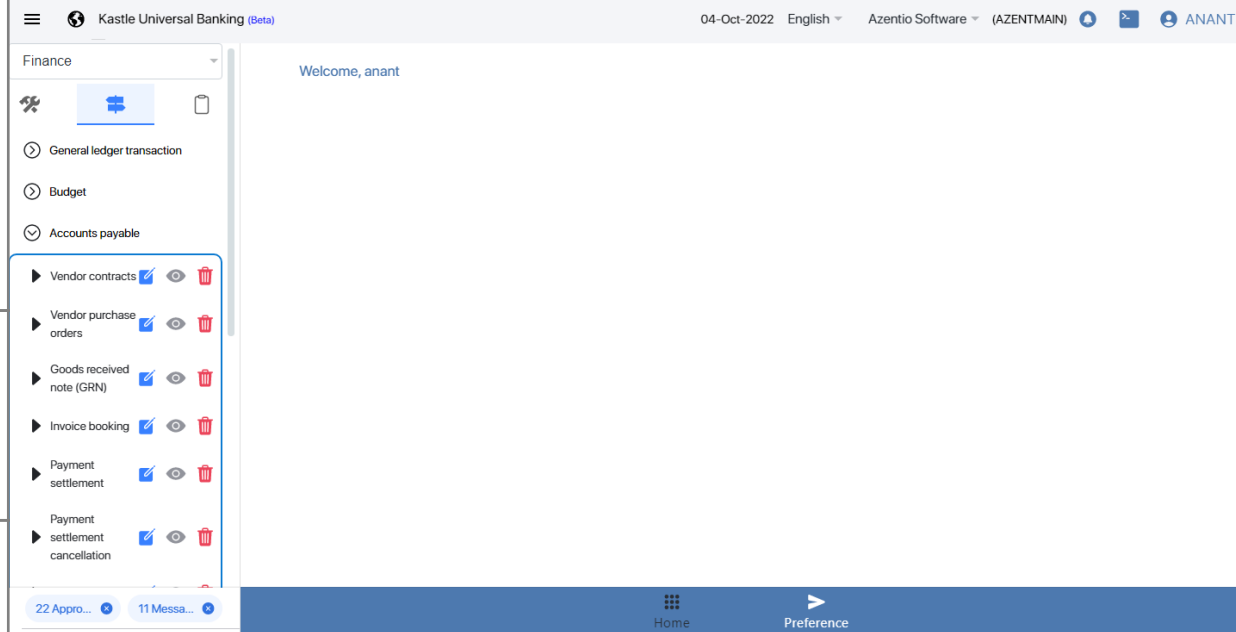 Kastle Universal Banking (Beta)
04-Oct-2022 English Azentio Software (AZENTMAIN) ANANT
Finance
Welcome, anant
General ledger transaction
Budget
Accounts payable
Vendor contracts
Vendor purchase
orders
Goods received
note (GRN)
Invoice booking
Payment
settlement
Payment
settlement
cancellation
22 Appro...
11 Messa...
Home
Preference